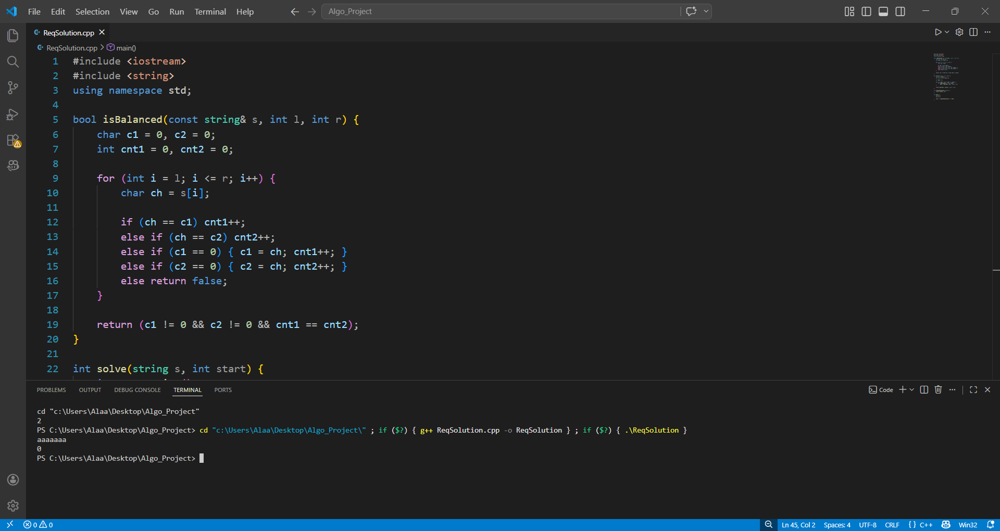 File Edit Selection View Go Run Terminal Help Algo_Project
ReqSolution.cpp
ReqSolution.cpp main()
1 #include <iostream>
2 #include <string>
3 using namespace std;
4
5 bool isBalanced(const string& s, int l, int r) {
6 char c1 = 0, c2 = 0;
7 int cnt1 = 0, cnt2 = 0;
8
9 for (int i = l; i <= r; i++) {
10 char ch = s[i];
11
12 if (ch == c1) cnt1++;
13 else if (ch == c2) cnt2++;
14 else if (c1 == 0) { c1 = ch; cnt1++; }
15 else if (c2 == 0) { c2 = ch; cnt2++; }
16 else return false;
17 }
18
19 return (c1 != 0 && c2 != 0 && cnt1 == cnt2);
20 }
21
22 int solve(string s, int start) {
PROBLEMS OUTPUT DEBUG CONSOLE TERMINAL PORTS Code
cd "c:\Users\Alaa\Desktop\Algo_Project"
2
PS C:\Users\Alaa\Desktop\Algo_Project> cd "c:\Users\Alaa\Desktop\Algo_Project\" ; if ($?) { g++ ReqSolution.cpp -o ReqSolution } ; if ($?) { .\ReqSolution }
aaaaaaa
0
PS C:\Users\Alaa\Desktop\Algo_Project>
0 0 Ln 45, Col 2 Spaces: 4 UTF-8 CRLF {} C++ Win32